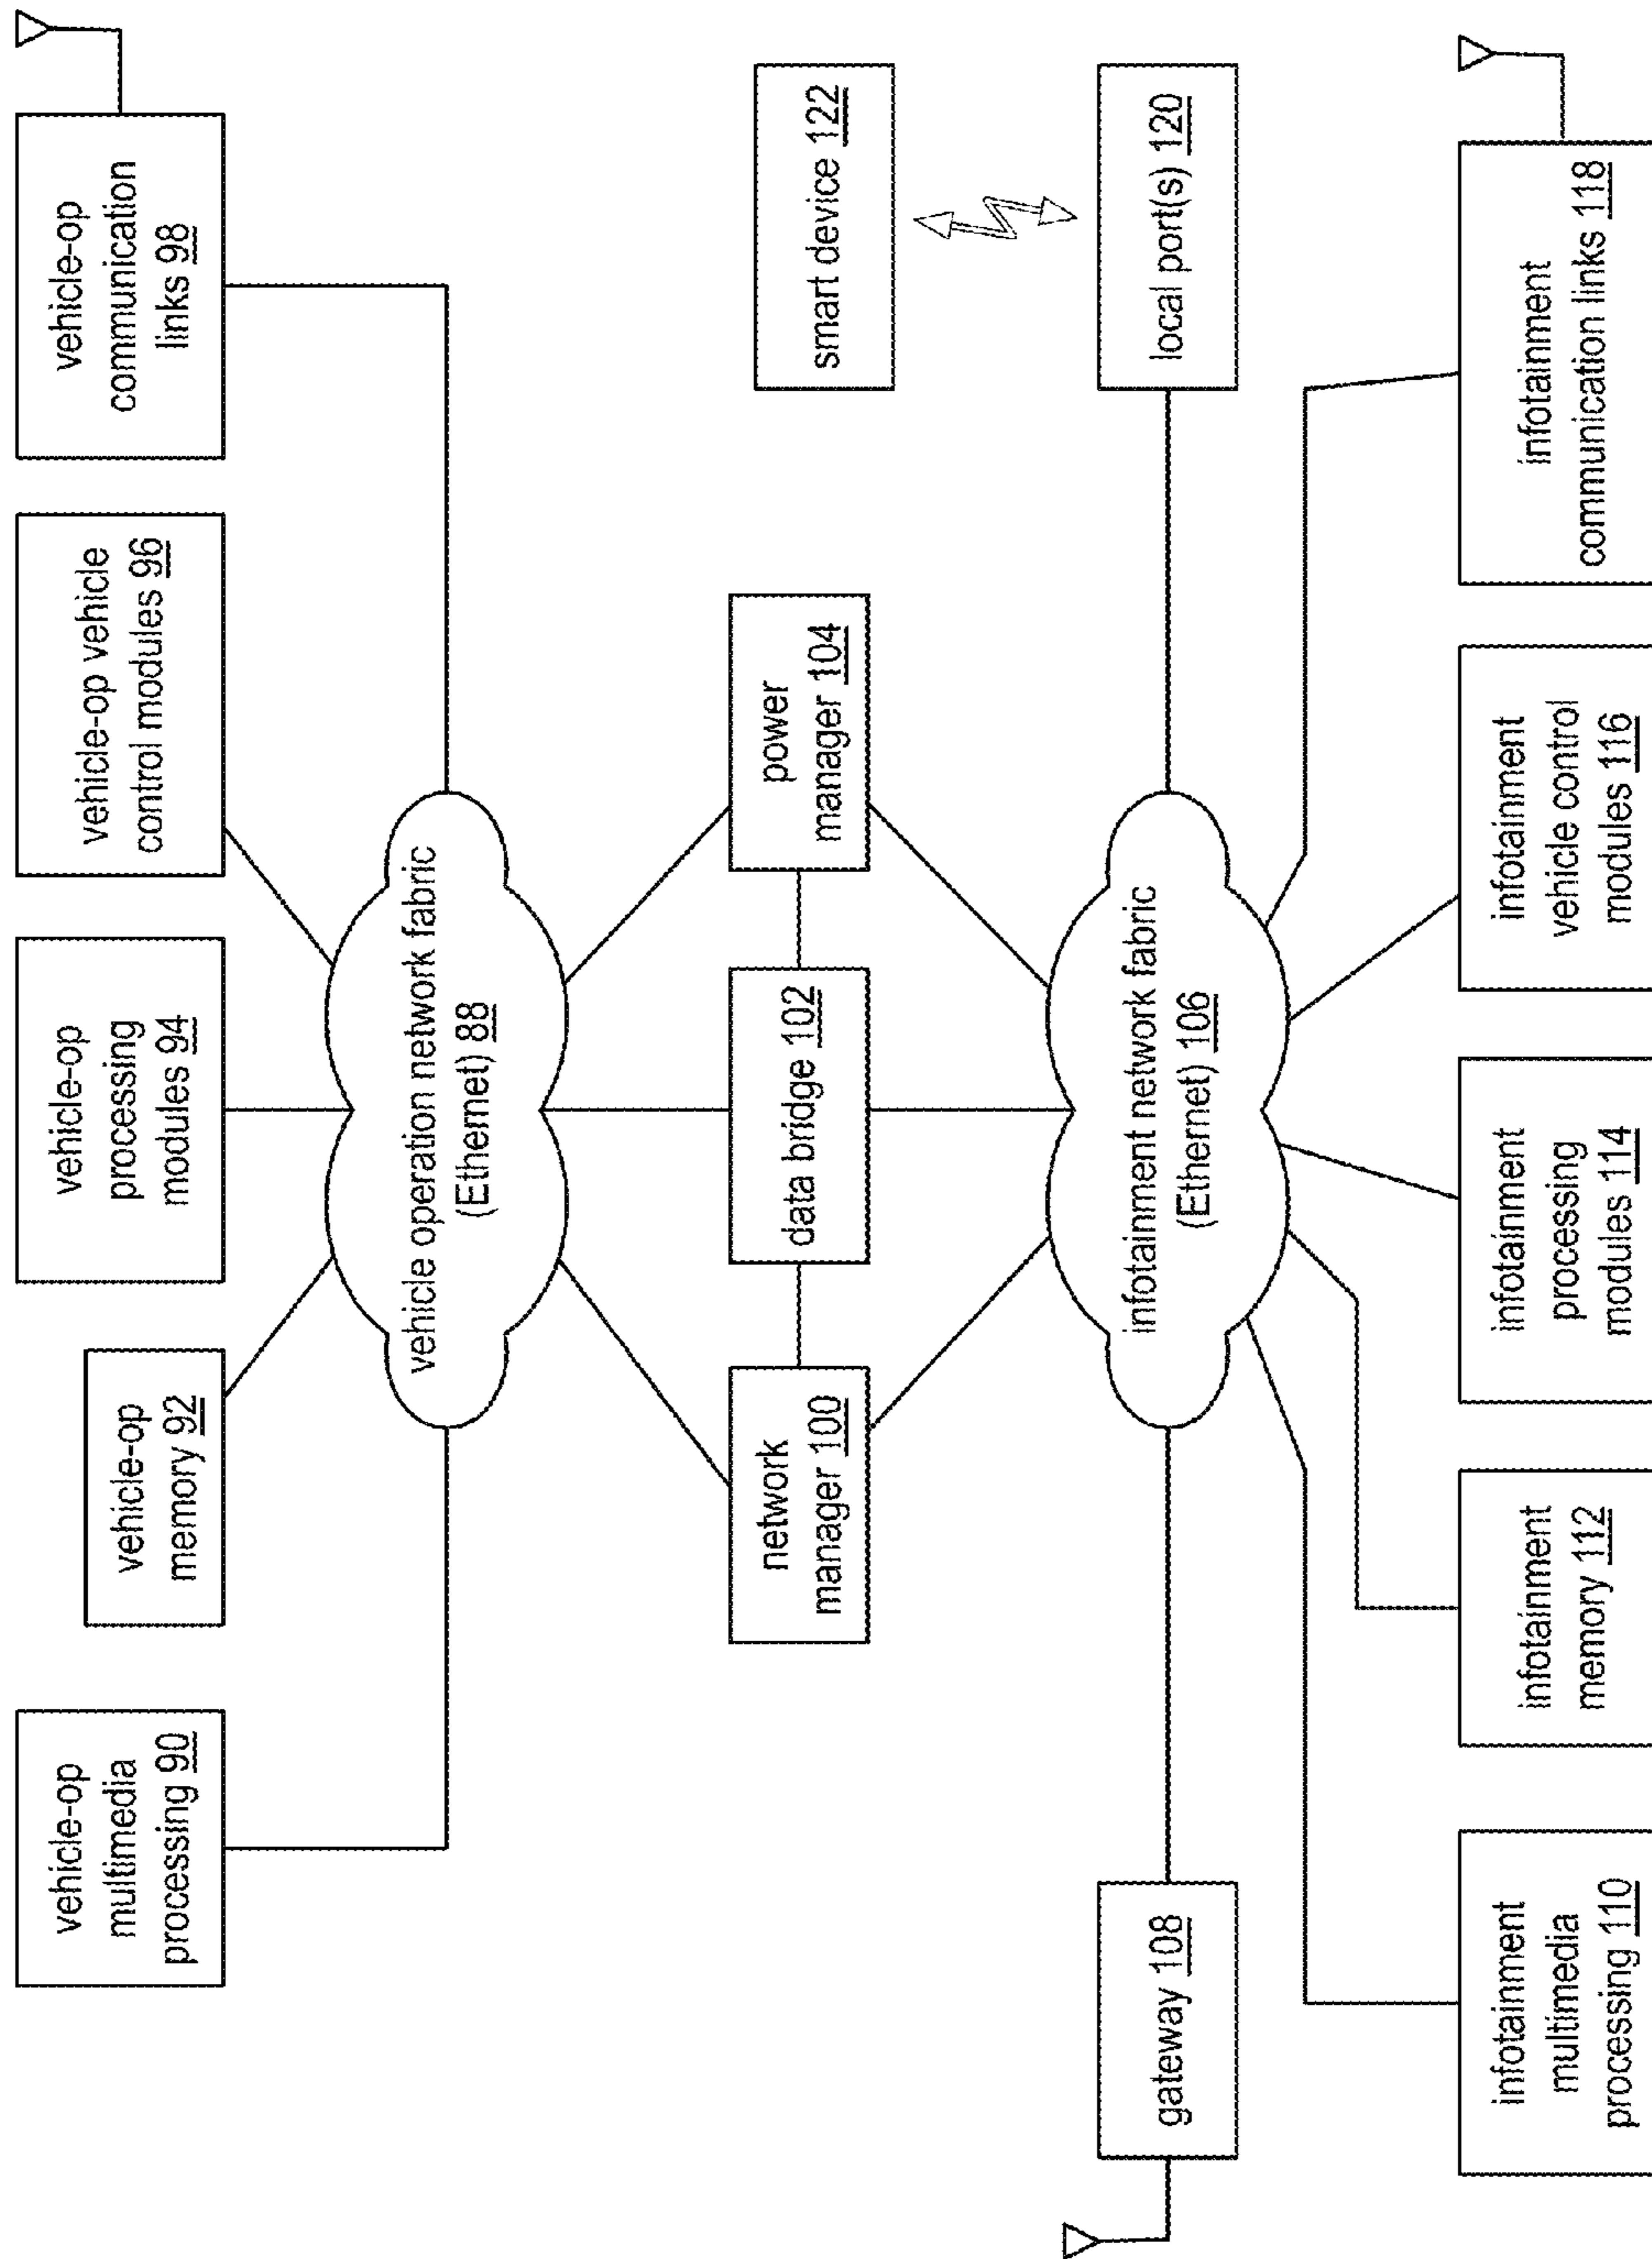 vehicle-op
multimedia
processing 90
vehicle-op
memory 92
vehicle-op
processing
modules 94
vehicle-op vehicle
control modules 96
vehicle-op
communication
links 98
vehicle operation network fabric
(Ethernet) 88
network
manager 100
data bridge 102
power
manager 104
smart device 122
gateway 108
infotainment network fabric
(Ethernet) 106
local port(s) 120
infotainment
multimedia
processing 110
infotainment
memory 112
infotainment
processing
modules 114
infotainment
vehicle control
modules 116
infotainment
communication links 118